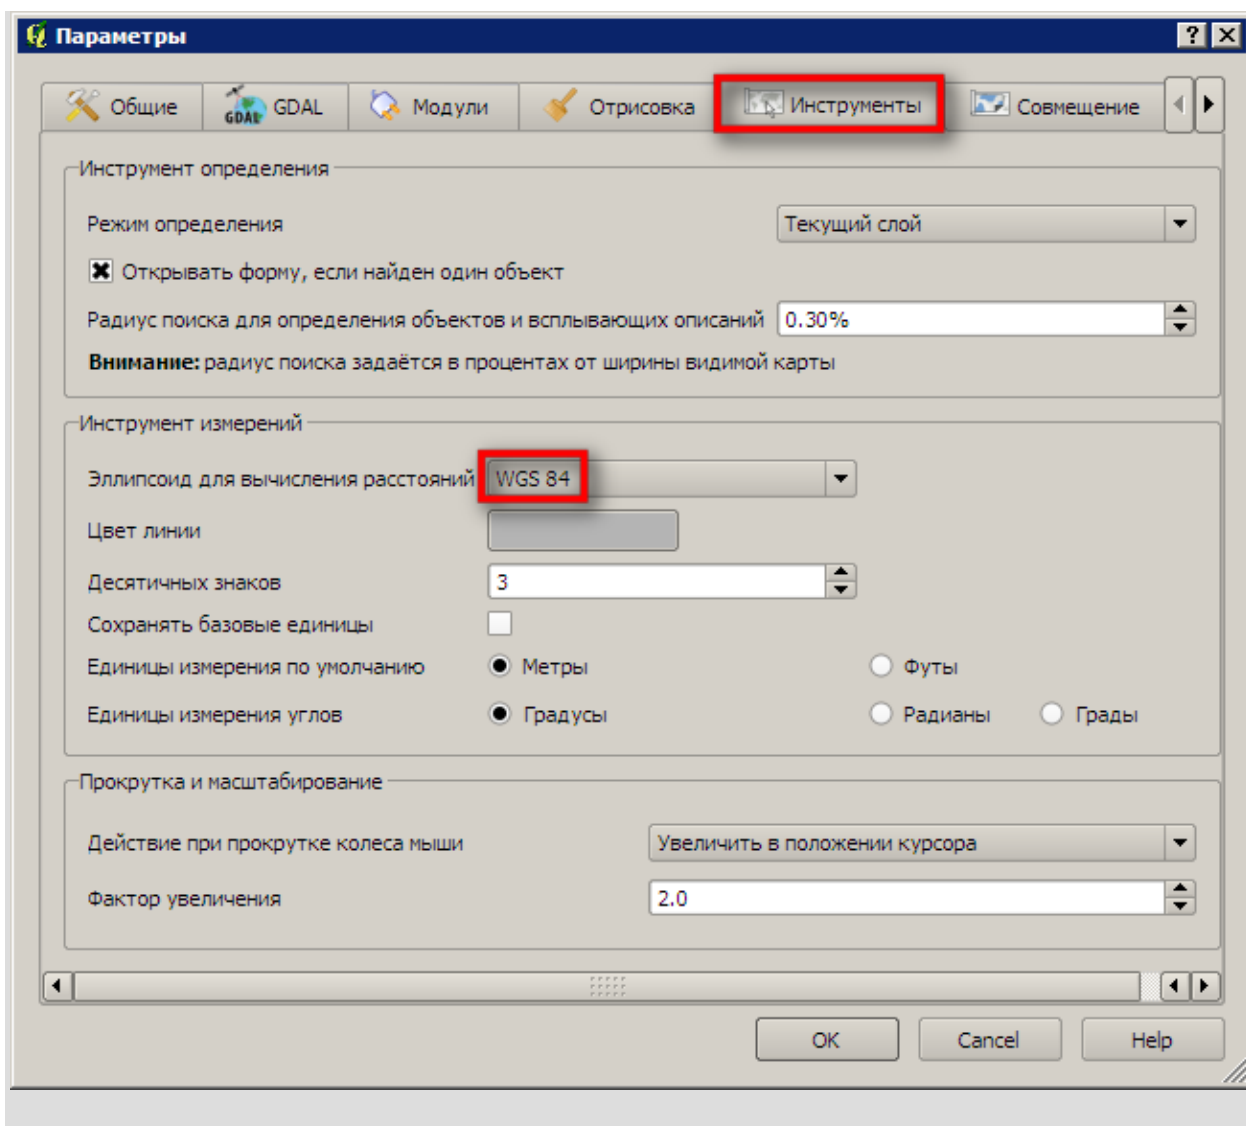 Параметры
Общие GDAL Модули Отрисовка Инструменты Совмещение
Инструмент определения
Режим определения Текущий слой
Открывать форму, если найден один объект
Радиус поиска для определения объектов и всплывающих описаний 0.30%
Внимание: радиус поиска задаётся в процентах от ширины видимой карты
Инструмент измерений
Эллипсоид для вычисления расстояний WGS 84
Цвет линии
Десятичных знаков 3
Сохранять базовые единицы
Единицы измерения по умолчанию Метры Футы
Единицы измерения углов Градусы Радианы Грады
Прокрутка и масштабирование
Действие при прокрутке колеса мыши Увеличить в положении курсора
Фактор увеличения 2.0
OK Cancel Help